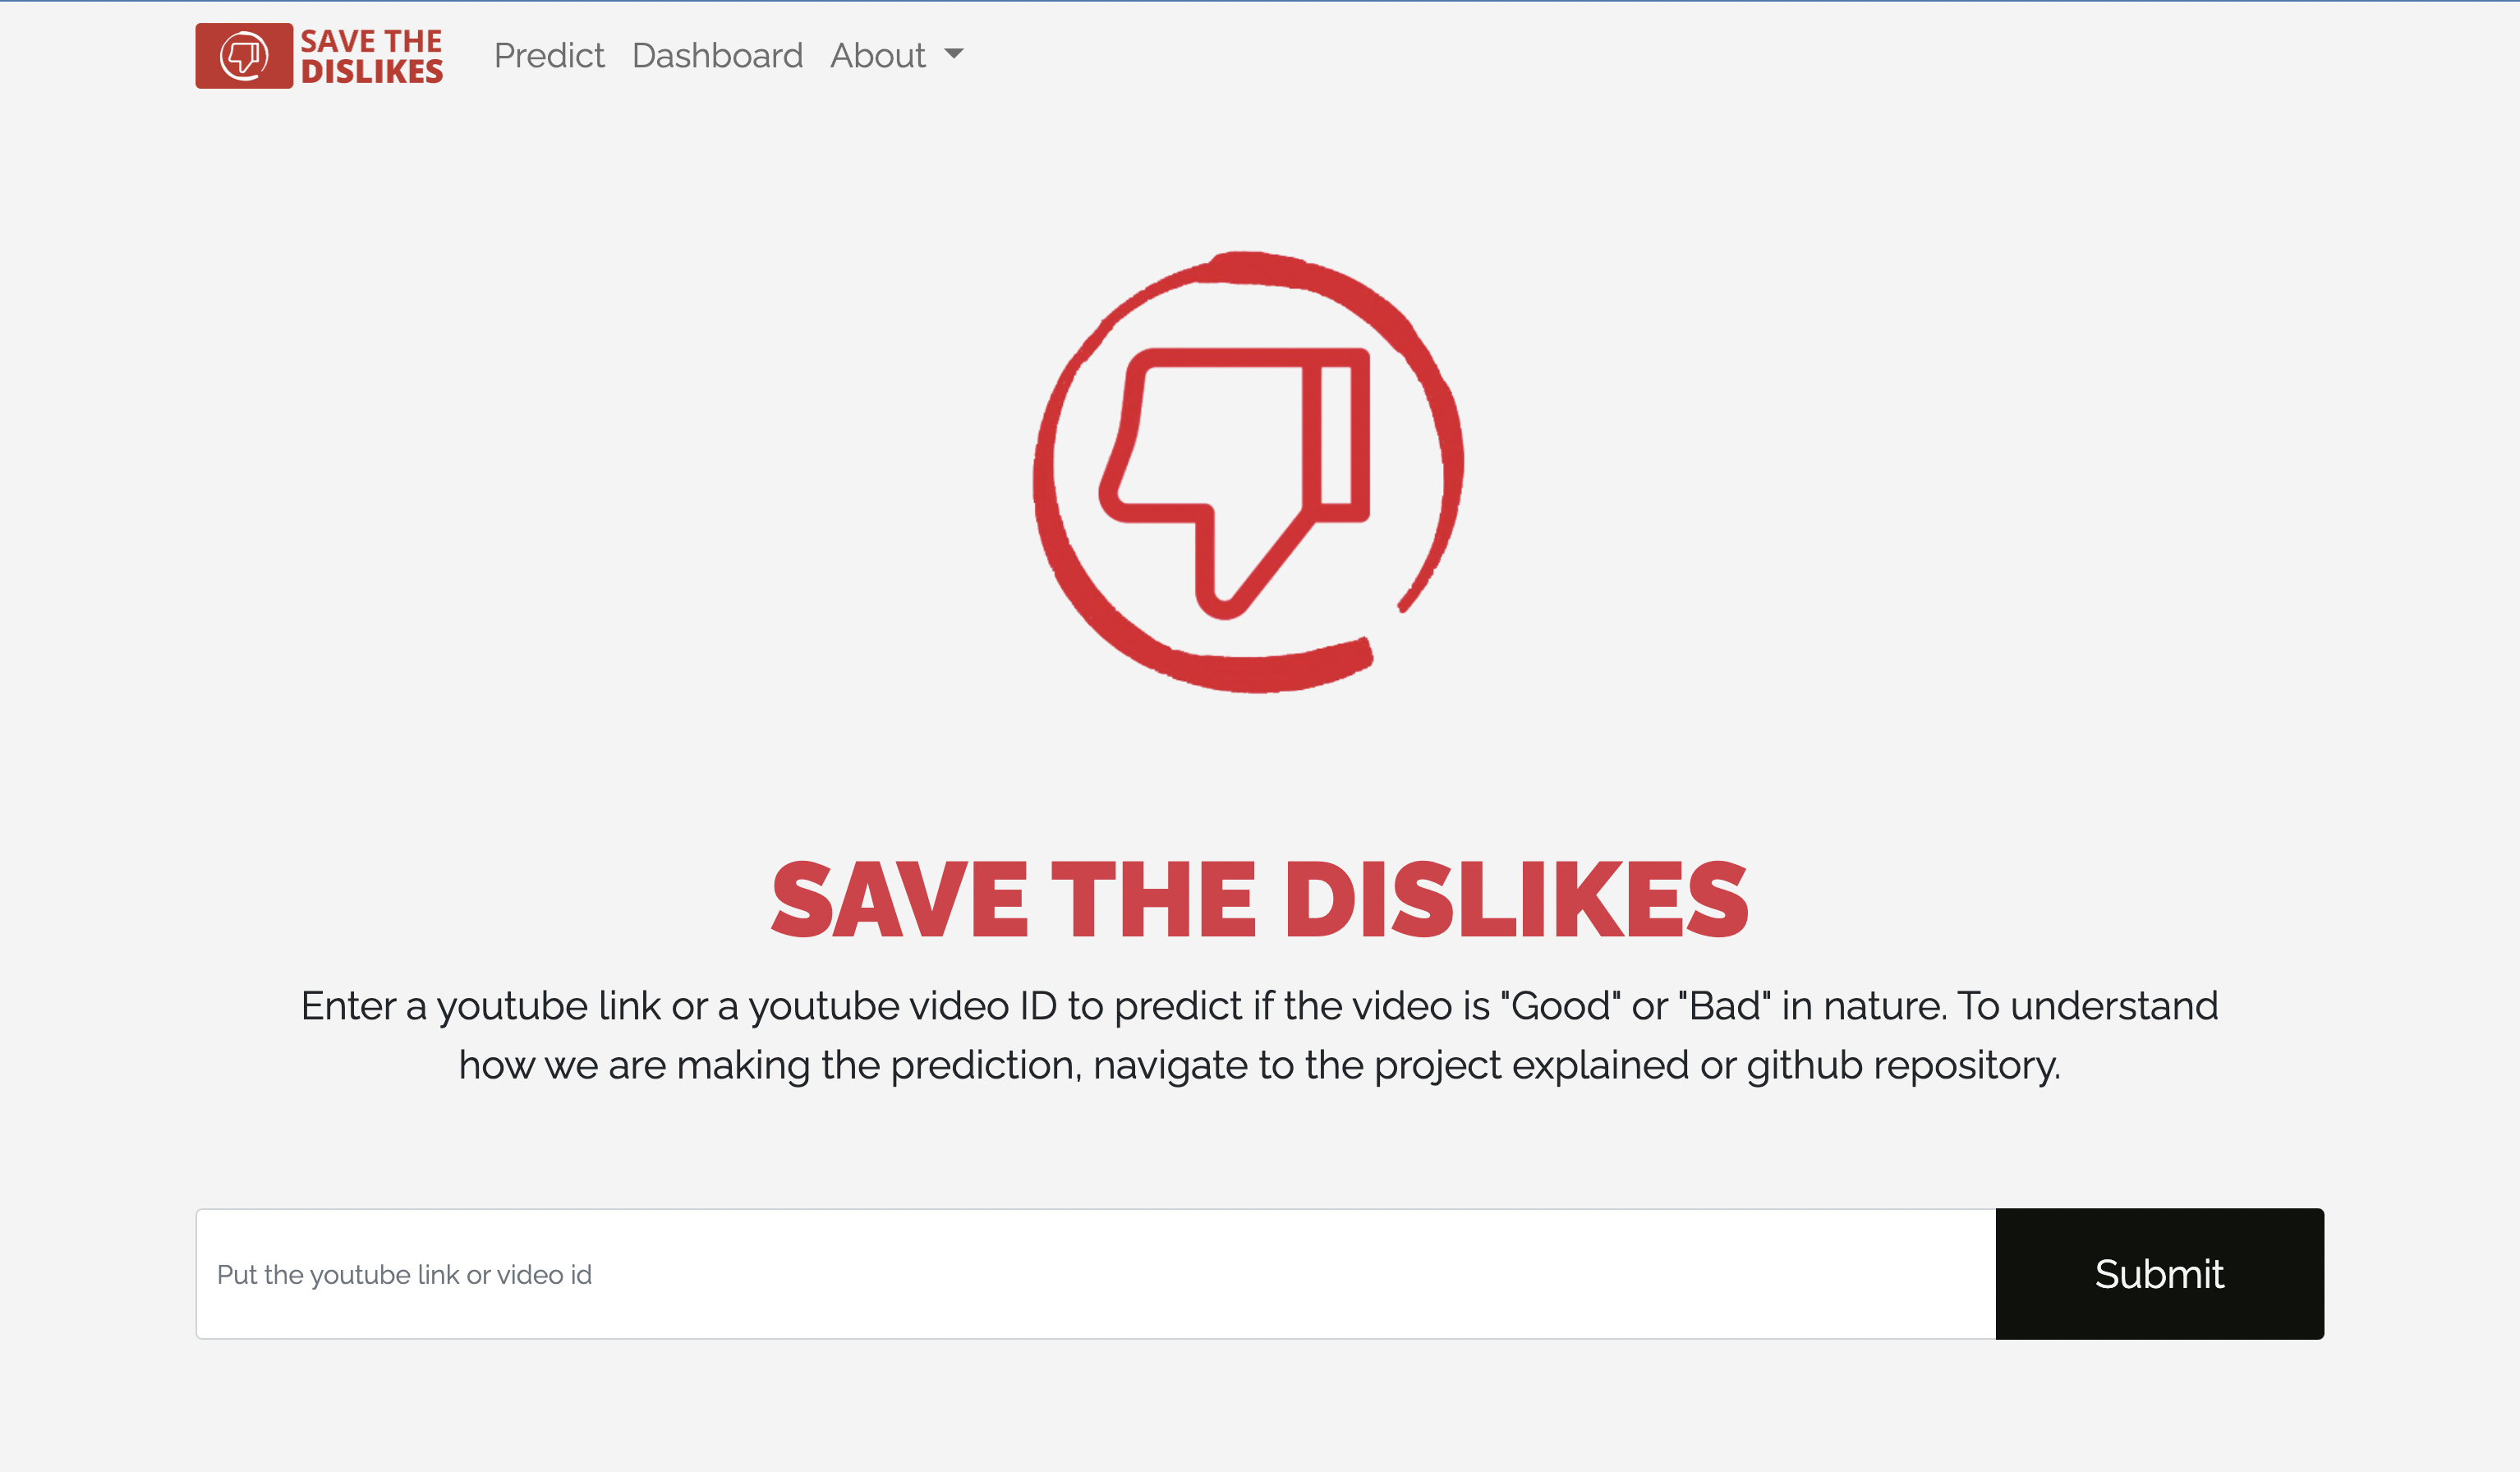 SAVE THE
DISLIKES
Predict Dashboard About
SAVE THE DISLIKES
Enter a youtube link or a youtube video ID to predict if the video is "Good" or "Bad" in nature. To understand
how we are making the prediction, navigate to the project explained or github repository.
Put the youtube link or video id
Submit